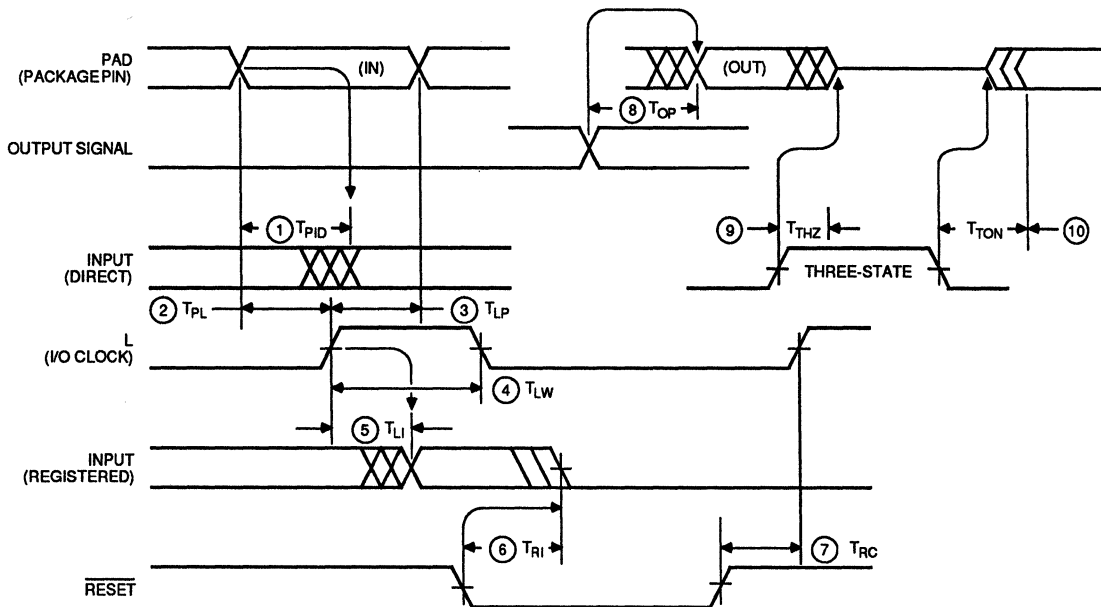 PAD
(PACKAGE PIN)
(IN)
(OUT)
⑧ TOP
OUTPUT SIGNAL
① TPID
⑨ TTHZ
TTON ⑩
INPUT
(DIRECT)
THREE-STATE
② TPL
③ TLP
L
(I/O CLOCK)
④ TLW
⑤ TLI
INPUT
(REGISTERED)
⑥ TRI
⑦ TRC
RESET